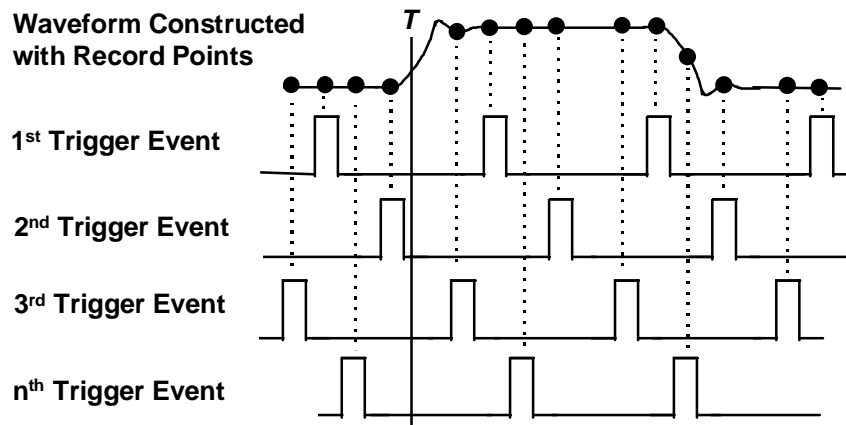 Waveform Constructed
with Record Points
T
1st Trigger Event
2nd Trigger Event
3rd Trigger Event
nth Trigger Event